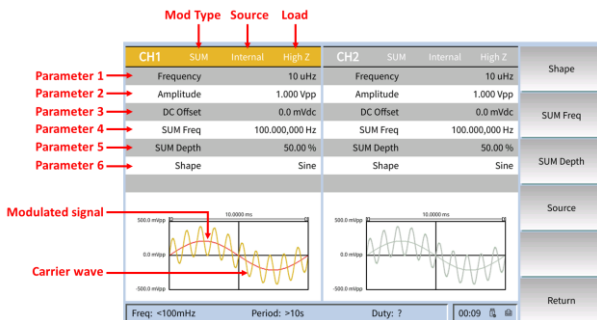 Mod Type Source Load
CH1 SUM Internal High Z CH2 SUM Internal High Z
Shape
Parameter 1 Frequency 10 uHz Frequency 10 uHz
Parameter 2 Amplitude 1.000 Vpp Amplitude 1.000 Vpp
Parameter 3 DC Offset 0.0 mVdc DC Offset 0.0 mVdc
SUM Freq
Parameter 4 SUM Freq 100.000,000 Hz SUM Freq 100.000,000 Hz
Parameter 5 SUM Depth 50.00 % SUM Depth 50.00 %
SUM Depth
Parameter 6 Shape Sine Shape Sine
Source
Modulated signal
500.0 mVpp 10.0000 ms 500.0 mVpp 10.0000 ms
0.0 mVpp 0.0 mVpp
Carrier wave
-500.0 mVpp -500.0 mVpp
Return
Freq: <100mHz Period: >10s Duty: ? 00:09